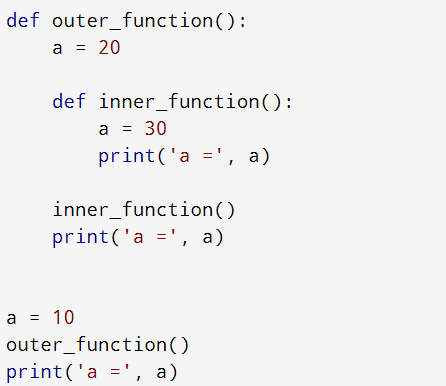 def outer_function():
    a = 20

    def inner_function():
        a = 30
        print('a =', a)

    inner_function()
    print('a =', a)


a = 10
outer_function()
print('a =', a)